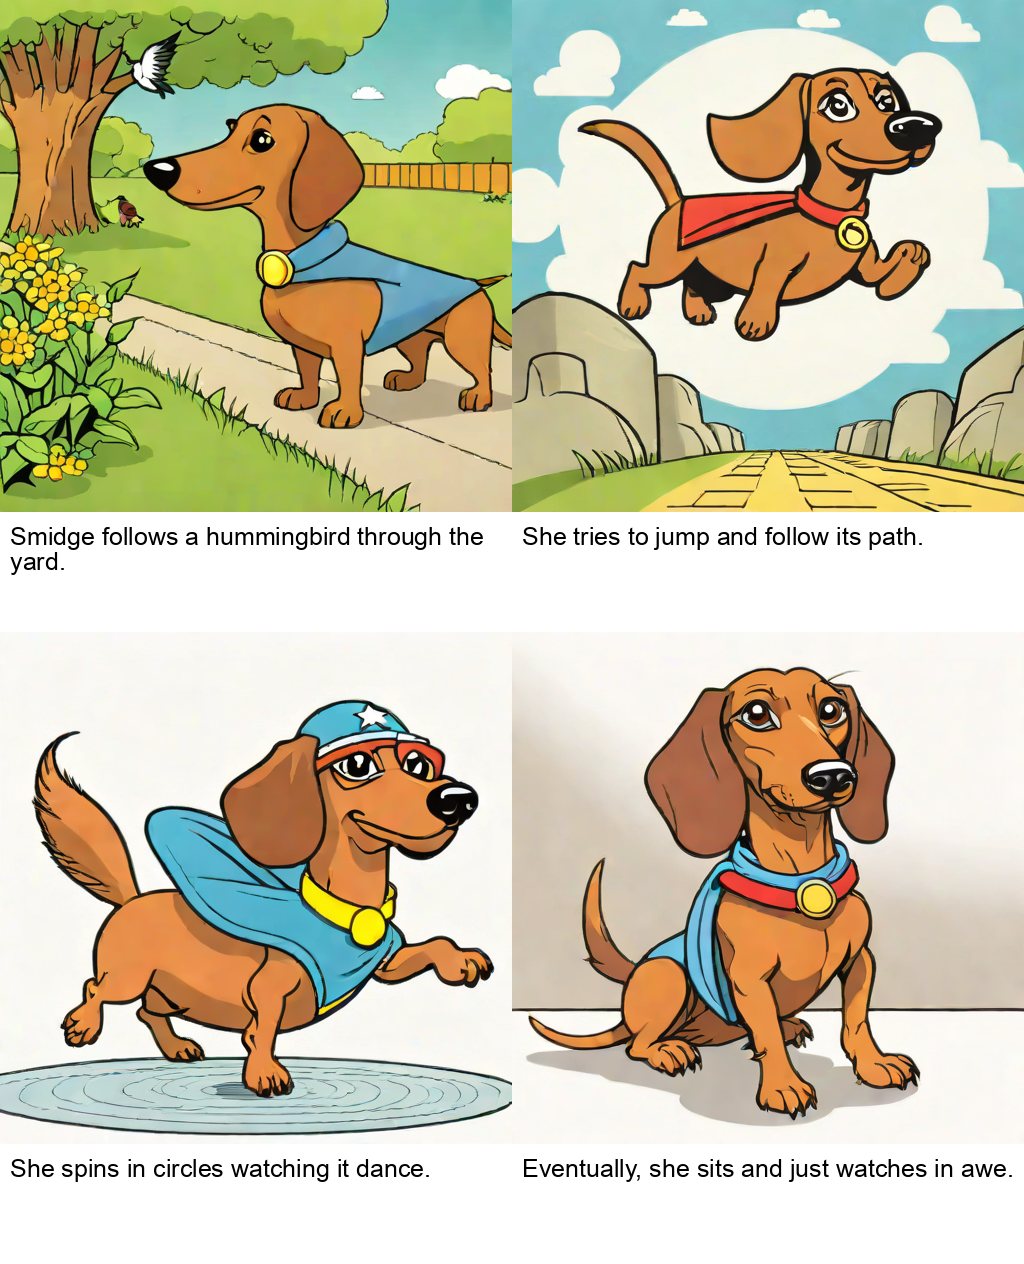 Smidge follows a hummingbird through the
yard.
She tries to jump and follow its path.
She spins in circles watching it dance.
Eventually, she sits and just watches in awe.